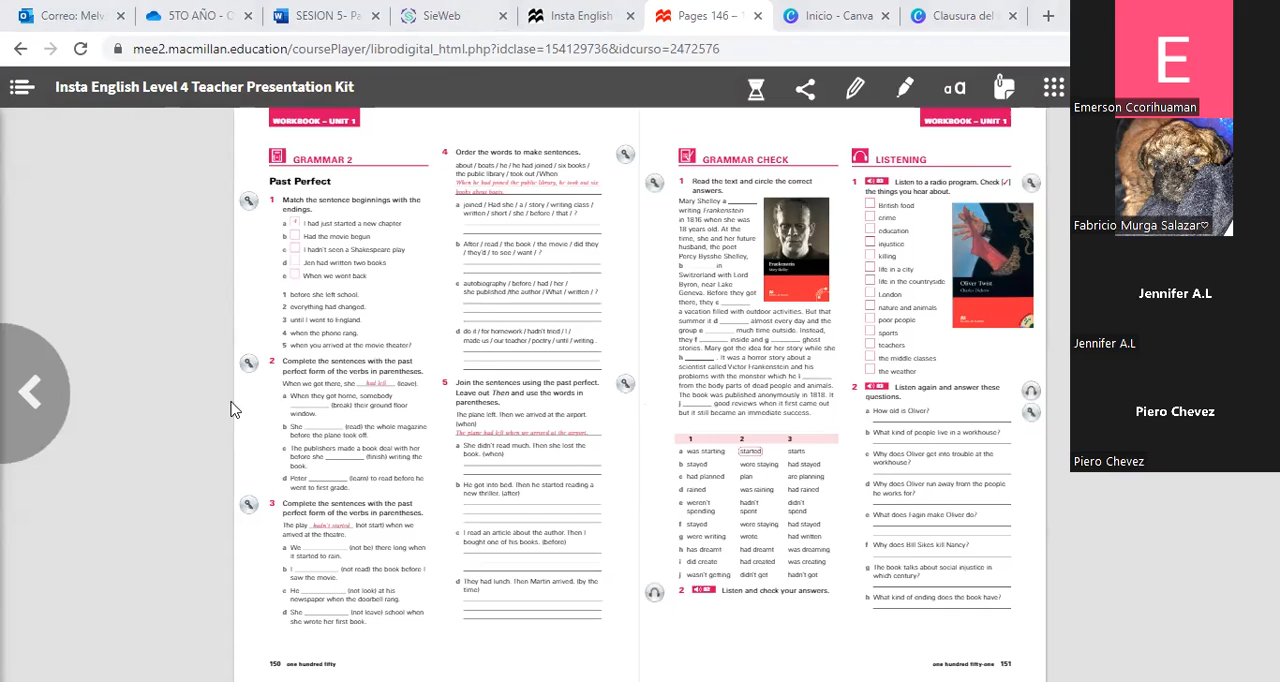 Correo: Melv
5TO AÑO - C
SESION 5- Pa
SieWeb
Insta English
Pages 146 –
Inicio - Canva
Clausura del
mee2.macmillan.education/coursePlayer/librodigital_html.php?idclase=154129736&idcurso=2472576
Insta English Level 4 Teacher Presentation Kit
aa
WORKBOOK – UNIT 1
GRAMMAR 2
Past Perfect
1 Match the sentence beginnings with the
endings.
a I had just started a new chapter
b Had the movie begun
c I hadn't seen a Shakespeare play
d Jen had written two books
e When we went back
1 before she left school.
2 everything had changed.
3 until I went to England.
4 when the phone rang.
5 when you arrived at the movie theater?
2 Complete the sentences with the past
perfect form of the verbs in parentheses.
When we got there, she had left (leave).
a When they got home, somebody
(break) their ground floor
window.
b She (read) the whole magazine
before the plane took off.
c The publishers made a book deal with her
before she (finish) writing the
book.
d Peter (learn) to read before he
went to first grade.
3 Complete the sentences with the past
perfect form of the verbs in parentheses.
The play hadn't started (not start) when we
arrived at the theatre.
a We (not be) there long when
it started to rain.
b I (not read) the book before I
saw the movie.
c He (not look) at his
newspaper when the doorbell rang.
d She (not leave) school when
she wrote her first book.
150 one hundred fifty
4 Order the words to make sentences.
about / boats / he / he had joined / six books /
the public library / took out / When
When he had joined the public library, he took out six
books about boats.
a joined / Had she / a / story / writing class /
written / short / she / before / that / ?
b After / read / the book / the movie / did they
/ they'd / to see / want / ?
c autobiography / before / had / her /
she published /the author / What / written / ?
d do it / for homework / hadn't tried / I /
made us / our teacher / poetry / until / writing .
5 Join the sentences using the past perfect.
Leave out Then and use the words in
parentheses.
The plane left. Then we arrived at the airport.
(when)
The plane had left when we arrived at the airport.
a She didn't read much. Then she lost the
book. (when)
b He got into bed. Then he started reading a
new thriller. (after)
c I read an article about the author. Then I
bought one of his books. (before)
d They had lunch. Then Martin arrived. (by the
time)
WORKBOOK – UNIT 1
GRAMMAR CHECK
1 Read the text and circle the correct
answers.
Mary Shelley a
writing Frankenstein
in 1816 when she was
18 years old. At the
time, she and her future
husband, the poet
Percy Bysshe Shelley,
b in
Switzerland with Lord
Byron, near Lake
Geneva. Before they got
there, they c
a vacation filled with outdoor activities. But that
summer it d almost every day and the
group e much time outside. Instead,
they f inside and g ghost
stories. Mary got the idea for her story while she
h . It was a horror story about a
scientist called Victor Frankenstein and his
problems with the monster which he i
from the body parts of dead people and animals.
The book was published anonymously in 1818. It
j good reviews when it first came out
but it still became an immediate success.
Frankenstein
Mary Shelley
1 2 3
a was starting started starts
b stayed were staying had stayed
c had planned plan are planning
d rained was raining had rained
e weren't hadn't didn't
spending spent spend
f stayed were staying had stayed
g were writing wrote had written
h has dreamt had dreamt was dreaming
i did create had created was creating
j wasn't getting didn't get hadn't got
2 Listen and check your answers.
LISTENING
1 Listen to a radio program. Check [✓]
the things you hear about.
British food
crime
education
injustice
killing
life in a city
life in the countryside
London
nature and animals
poor people
sports
teachers
the middle classes
the weather
Oliver Twist
Charles Dickens
2 Listen again and answer these
questions.
a How old is Oliver?
b What kind of people live in a workhouse?
c Why does Oliver get into trouble at the
workhouse?
d Why does Oliver run away from the people
he works for?
e What does Fagin make Oliver do?
f Why does Bill Sikes kill Nancy?
g The book talks about social injustice in
which century?
h What kind of ending does the book have?
one hundred fifty-one 151
E
Emerson Ccorihuaman
Fabricio Murga Salazar♡
Jennifer A.L
Jennifer A.L
Piero Chevez
Piero Chevez